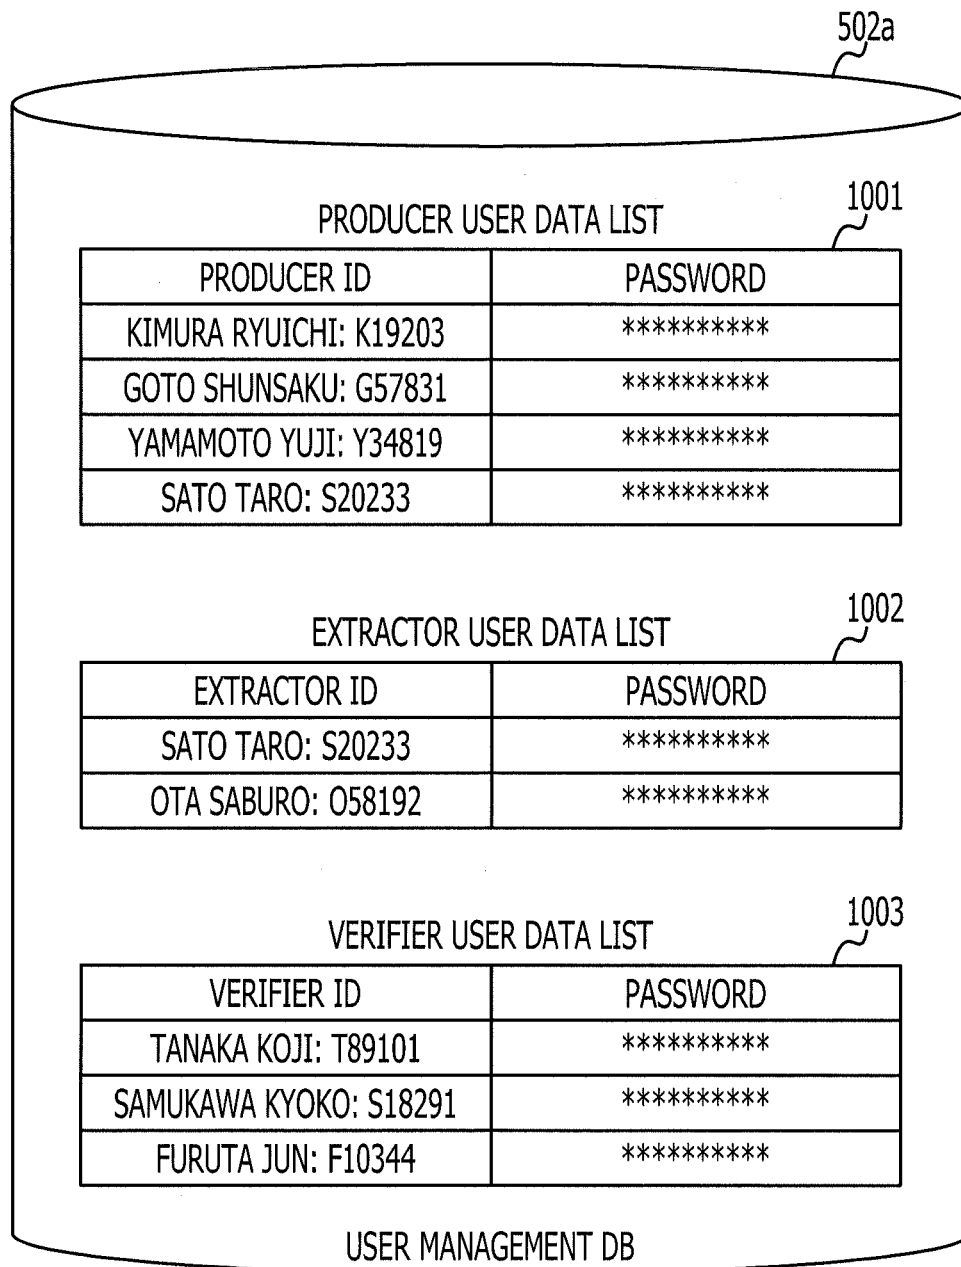 502a
PRODUCER USER DATA LIST
1001
PRODUCER ID PASSWORD
KIMURA RYUICHI: K19203 **********
GOTO SHUNSAKU: G57831 **********
YAMAMOTO YUJI: Y34819 **********
SATO TARO: S20233 **********
EXTRACTOR USER DATA LIST
1002
EXTRACTOR ID PASSWORD
SATO TARO: S20233 **********
OTA SABURO: O58192 **********
VERIFIER USER DATA LIST
1003
VERIFIER ID PASSWORD
TANAKA KOJI: T89101 **********
SAMUKAWA KYOKO: S18291 **********
FURUTA JUN: F10344 **********
USER MANAGEMENT DB